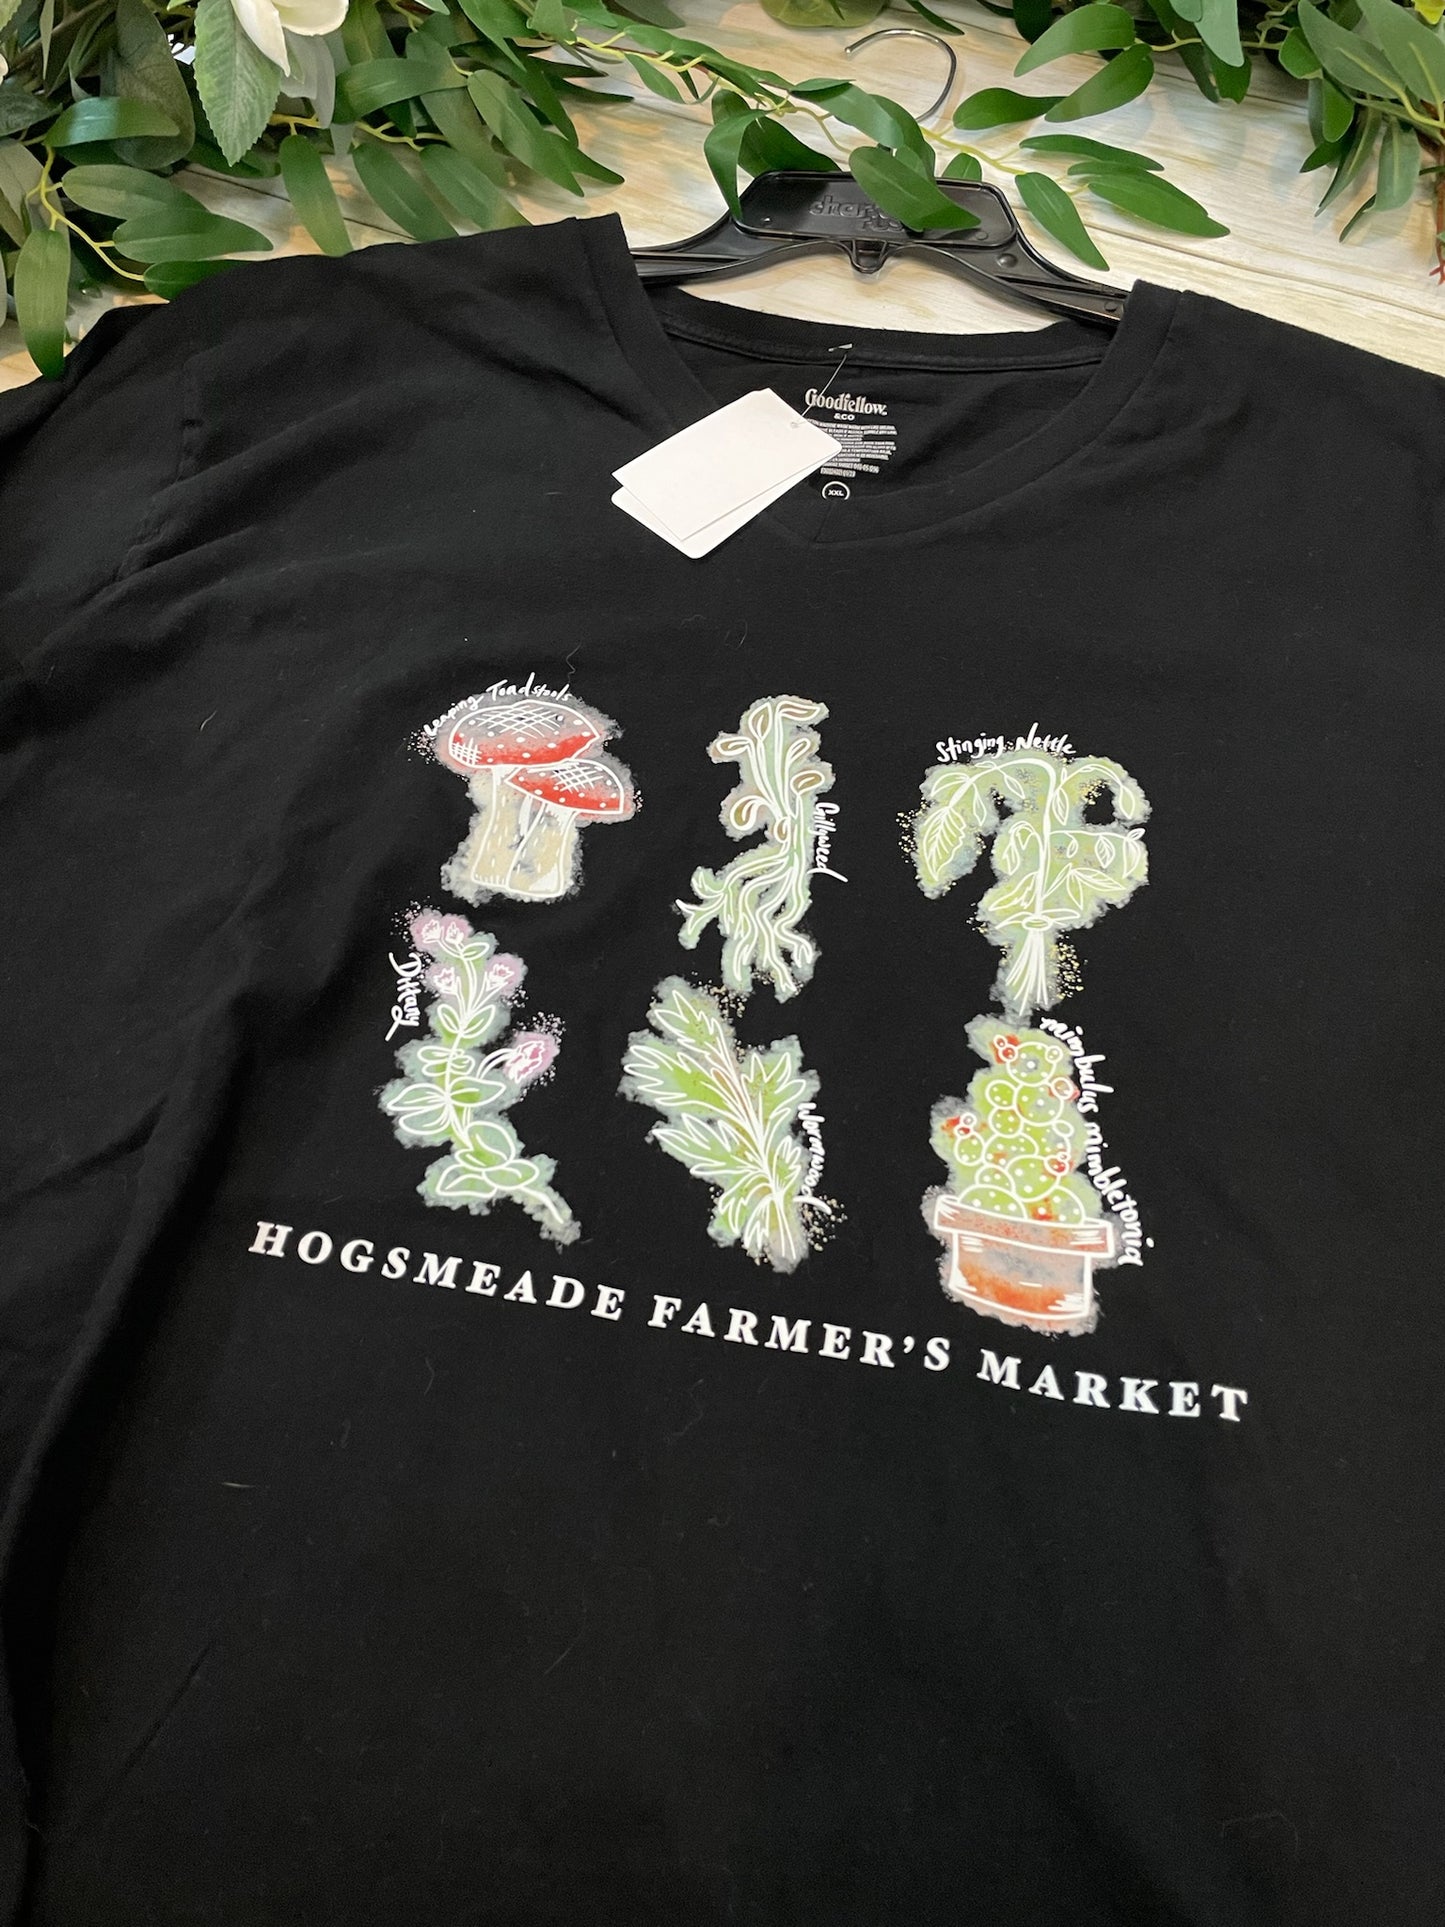 Goodfellow
& CO
XXL
Leaping Toadstools
Gillyweed
Stinging Nettle
Dittany
Wormwood
mimbulus mimbletonia
HOGSMEADE FARMER'S MARKET